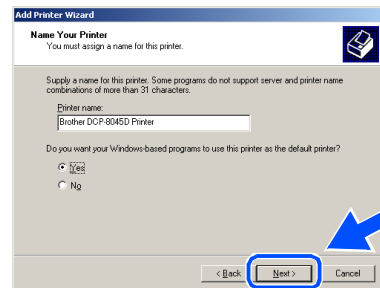 Add Printer Wizard
Name Your Printer
You must assign a name for this printer.
Supply a name for this printer. Some programs do not support server and printer name
combinations of more than 31 characters.
Printer name:
Brother DCP-8045D Printer
Do you want your Windows-based programs to use this printer as the default printer?
Yes
No
< Back Next > Cancel